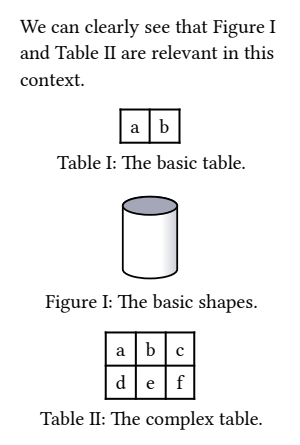 We can clearly see that Figure I
and Table II are relevant in this
context.
a b
Table I: The basic table.
Figure I: The basic shapes.
a b c
d e f
Table II: The complex table.